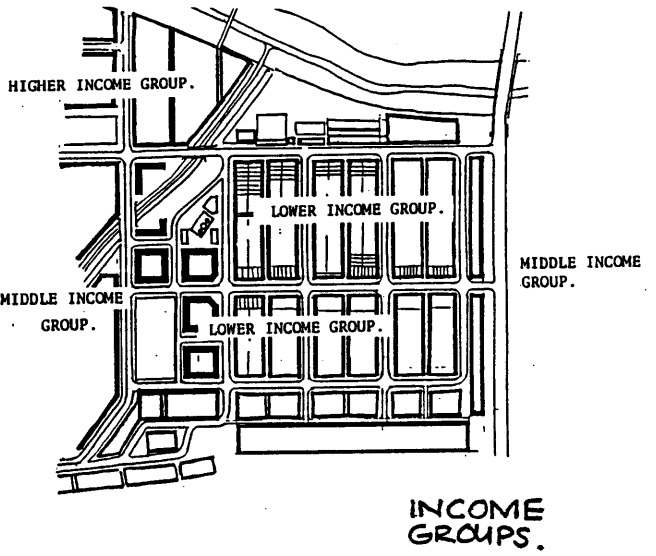 HIGHER INCOME GROUP.
LOWER INCOME GROUP.
MIDDLE INCOME
GROUP.
MIDDLE INCOME
GROUP.
LOWER INCOME GROUP.
INCOME
GROUPS.